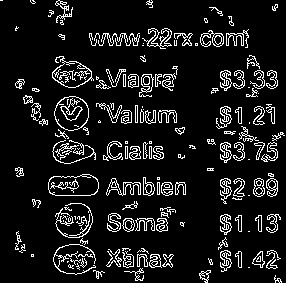 www.22rx.com
Viagra $3.33
Valium $1.21
Cialis $3.75
Ambien $2.89
Soma $1.13
Xanax $1.42